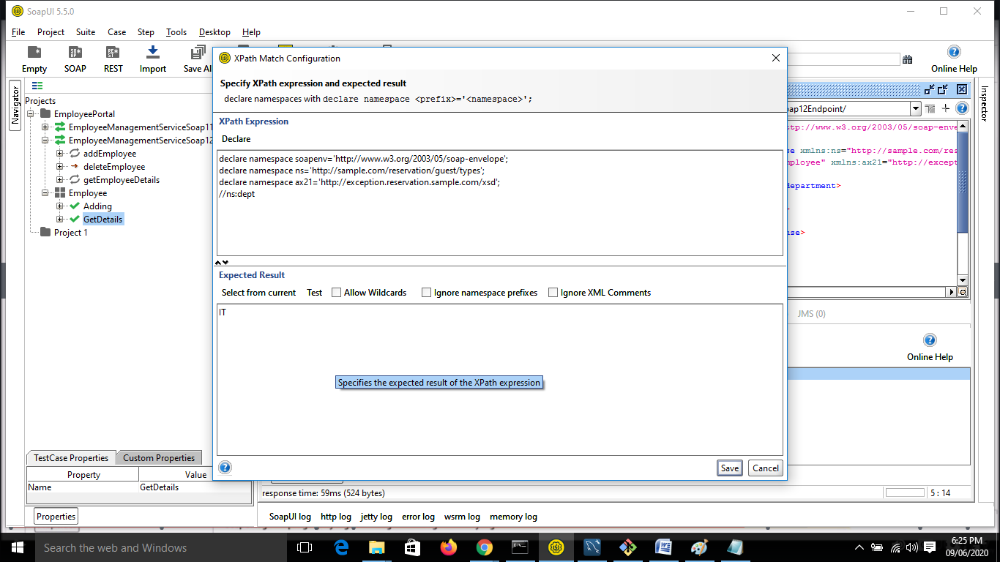 SoapUI 5.5.0
File Project Suite Case Step Tools Desktop Help
Empty SOAP REST Import Save Al Online Help
Navigator
Inspector
XPath Match Configuration
Specify XPath expression and expected result
declare namespaces with declare namespace <prefix>='<namespace>';
XPath Expression
Declare
declare namespace soapenv='http://www.w3.org/2003/05/soap-envelope';
declare namespace ns='http://sample.com/reservation/guest/types';
declare namespace ax21='http://exception.reservation.sample.com/xsd';
//ns:dept
Expected Result
Select from current Test Allow Wildcards Ignore namespace prefixes Ignore XML Comments
IT
Specifies the expected result of the XPath expression
Save Cancel
Projects
EmployeePortal
EmployeeManagementServiceSoap11
EmployeeManagementServiceSoap12
addEmployee
deleteEmployee
getEmployeeDetails
Employee
Adding
GetDetails
Project 1
oap12Endpoint/
ttp://www.w3.org/2003/05/soap-enve
se xmlns:ns="http://sample.com/res
mployee" xmlns:ax21="http://except
department>
>
nse>
JMS (0)
Online Help
TestCase Properties Custom Properties
Property Value
Name GetDetails
Properties
response time: 59ms (524 bytes)
5 : 14
SoapUI log http log jetty log error log wsrm log memory log
Search the web and Windows
6:25 PM
09/06/2020